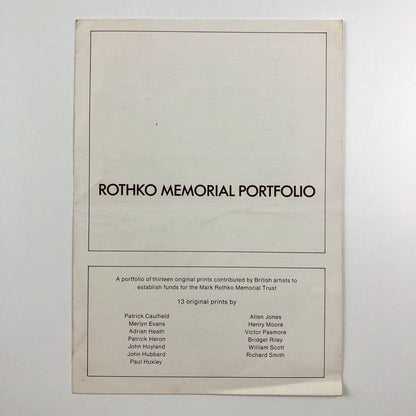 ROTHKO MEMORIAL PORTFOLIO
A portfolio of thirteen original prints contributed by British artists to
establish funds for the Mark Rothko Memorial Trust
13 original prints by
Patrick Caulfield
Merlyn Evans
Adrian Heath
Patrick Heron
John Hoyland
John Hubbard
Paul Huxley
Allen Jones
Henry Moore
Victor Pasmore
Bridget Riley
William Scott
Richard Smith